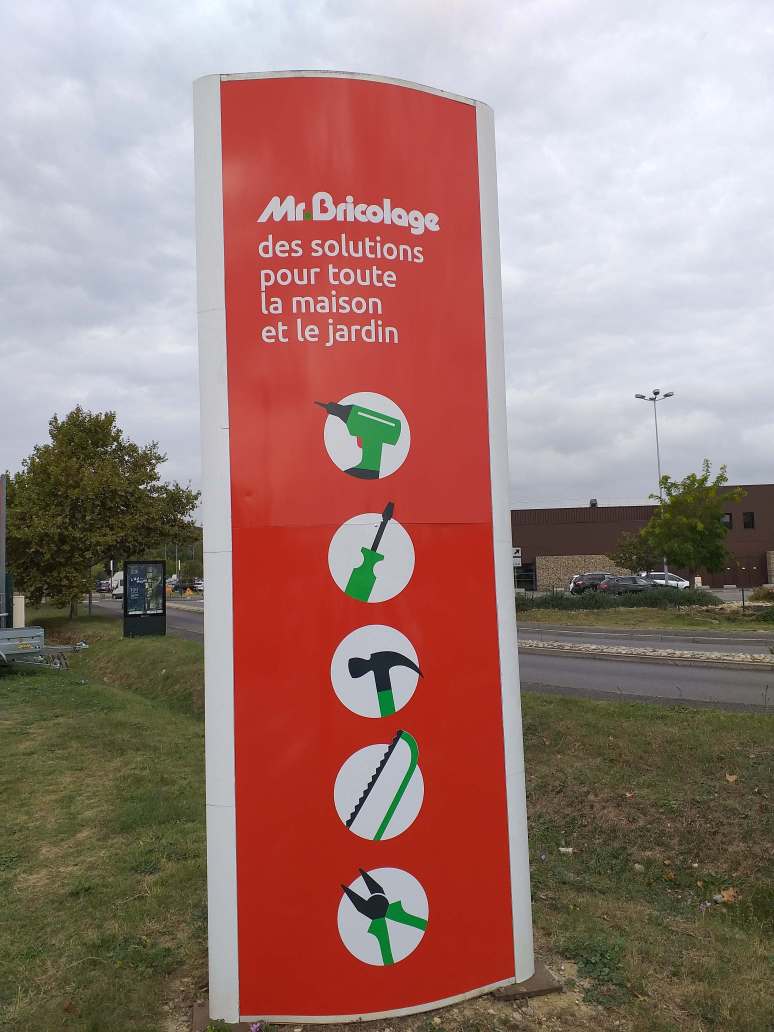 Mr.Bricolage
des solutions
pour toute
la maison
et le jardin